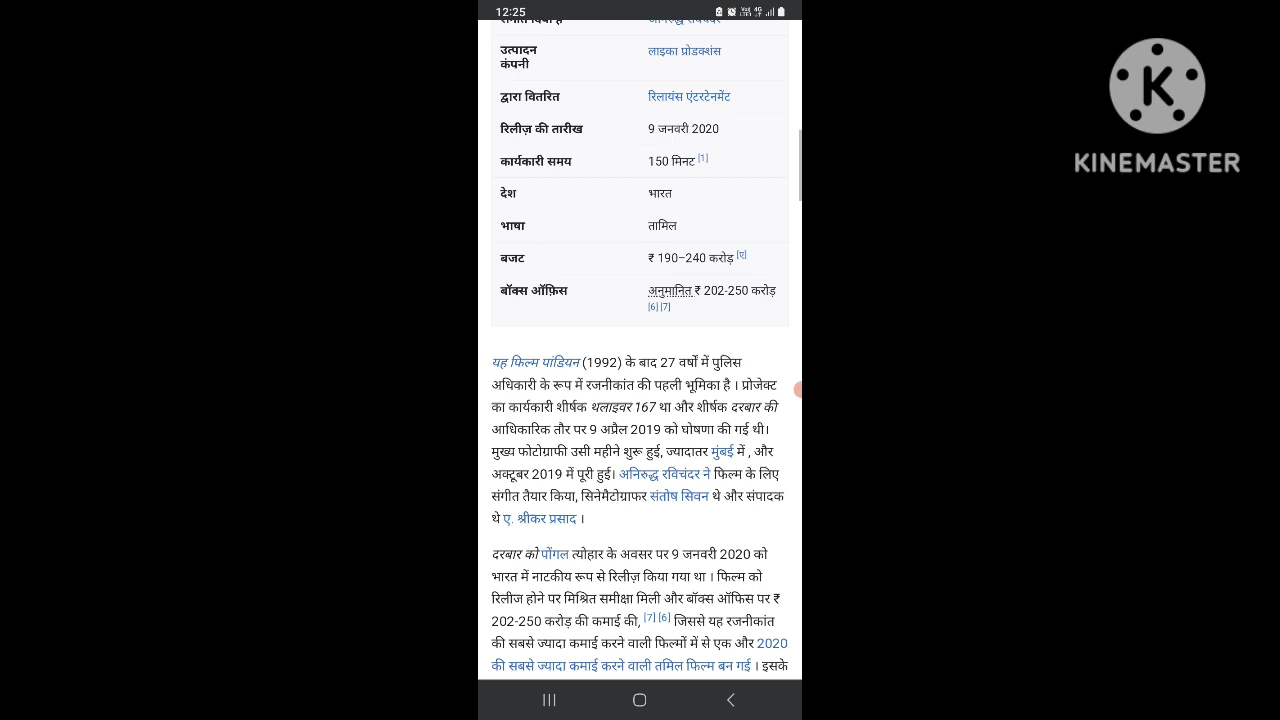 12:25
उत्पादन
कंपनी
लाइका प्रोडक्शंस
द्वारा वितरित रिलायंस एंटरटेनमेंट
रिलीज़ की तारीख 9 जनवरी 2020
कार्यकारी समय 150 मिनट [1]
देश भारत
भाषा तामिल
बजट ₹ 190–240 करोड़ [ए]
बॉक्स ऑफ़िस अनुमानित ₹ 202-250 करोड़
[6] [7]
यह फिल्म पांडियन (1992) के बाद 27 वर्षों में पुलिस
अधिकारी के रूप में रजनीकांत की पहली भूमिका है । प्रोजेक्ट
का कार्यकारी शीर्षक थलाइवर 167 था और शीर्षक दरबार की
आधिकारिक तौर पर 9 अप्रैल 2019 को घोषणा की गई थी।
मुख्य फोटोग्राफी उसी महीने शुरू हुई, ज्यादातर मुंबई में , और
अक्टूबर 2019 में पूरी हुई। अनिरुद्ध रविचंदर ने फिल्म के लिए
संगीत तैयार किया, सिनेमैटोग्राफर संतोष सिवन थे और संपादक
थे ए. श्रीकर प्रसाद ।
दरबार को पोंगल त्योहार के अवसर पर 9 जनवरी 2020 को
भारत में नाटकीय रूप से रिलीज़ किया गया था । फिल्म को
रिलीज होने पर मिश्रित समीक्षा मिली और बॉक्स ऑफिस पर ₹
202-250 करोड़ की कमाई की, [7] [6] जिससे यह रजनीकांत
की सबसे ज्यादा कमाई करने वाली फिल्मों में से एक और 2020
की सबसे ज्यादा कमाई करने वाली तमिल फिल्म बन गई । इसके
K
KINEMASTER